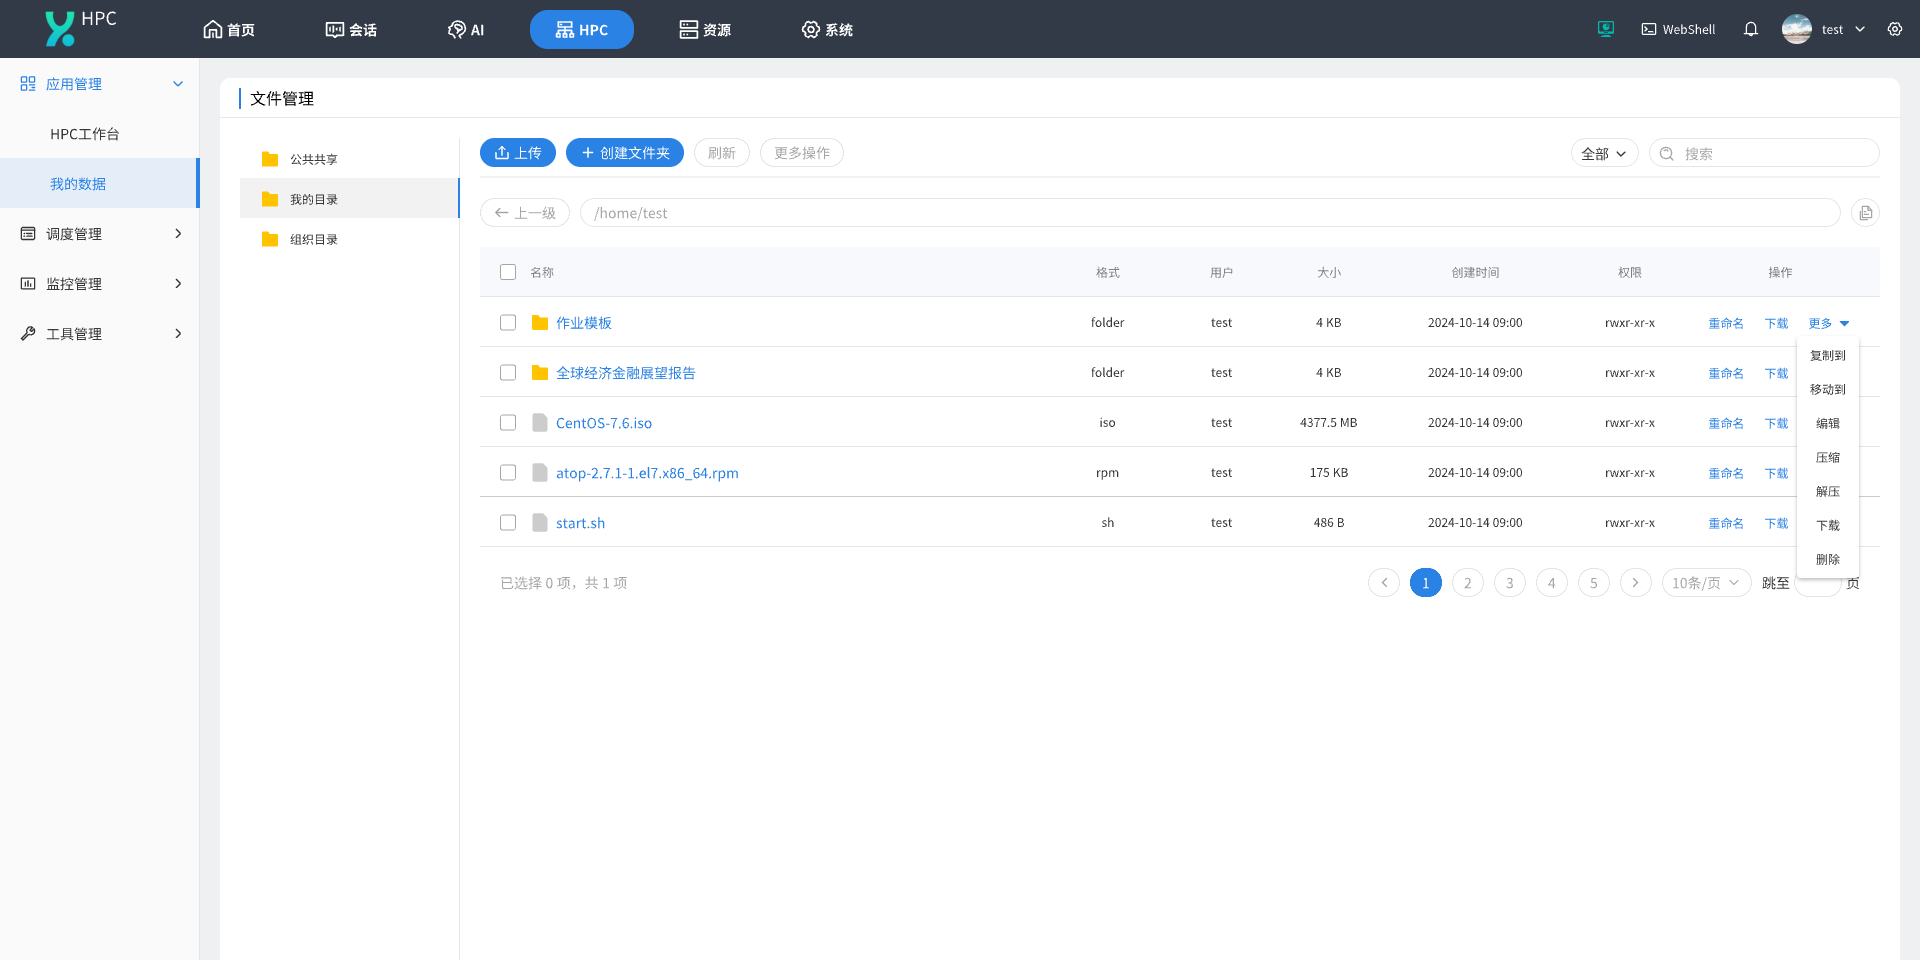 HPC 首页 会话 AI HPC 资源 系统 WebShell test
应用管理
HPC工作台
我的数据
调度管理
监控管理
工具管理
文件管理
公共共享
我的目录
组织目录
上传 创建文件夹 刷新 更多操作 全部 搜索
上一级 /home/test
名称 格式 用户 大小 创建时间 权限 操作
作业模板 folder test 4 KB 2024-10-14 09:00 rwxr-xr-x 重命名 下载 更多
全球经济金融展望报告 folder test 4 KB 2024-10-14 09:00 rwxr-xr-x 重命名 下载
CentOS-7.6.iso iso test 4377.5 MB 2024-10-14 09:00 rwxr-xr-x 重命名 下载
atop-2.7.1-1.el7.x86_64.rpm rpm test 175 KB 2024-10-14 09:00 rwxr-xr-x 重命名 下载
start.sh sh test 486 B 2024-10-14 09:00 rwxr-xr-x 重命名 下载
复制到
移动到
编辑
压缩
解压
下载
删除
已选择 0 项，共 1 项 1 2 3 4 5 10条/页 跳至 页